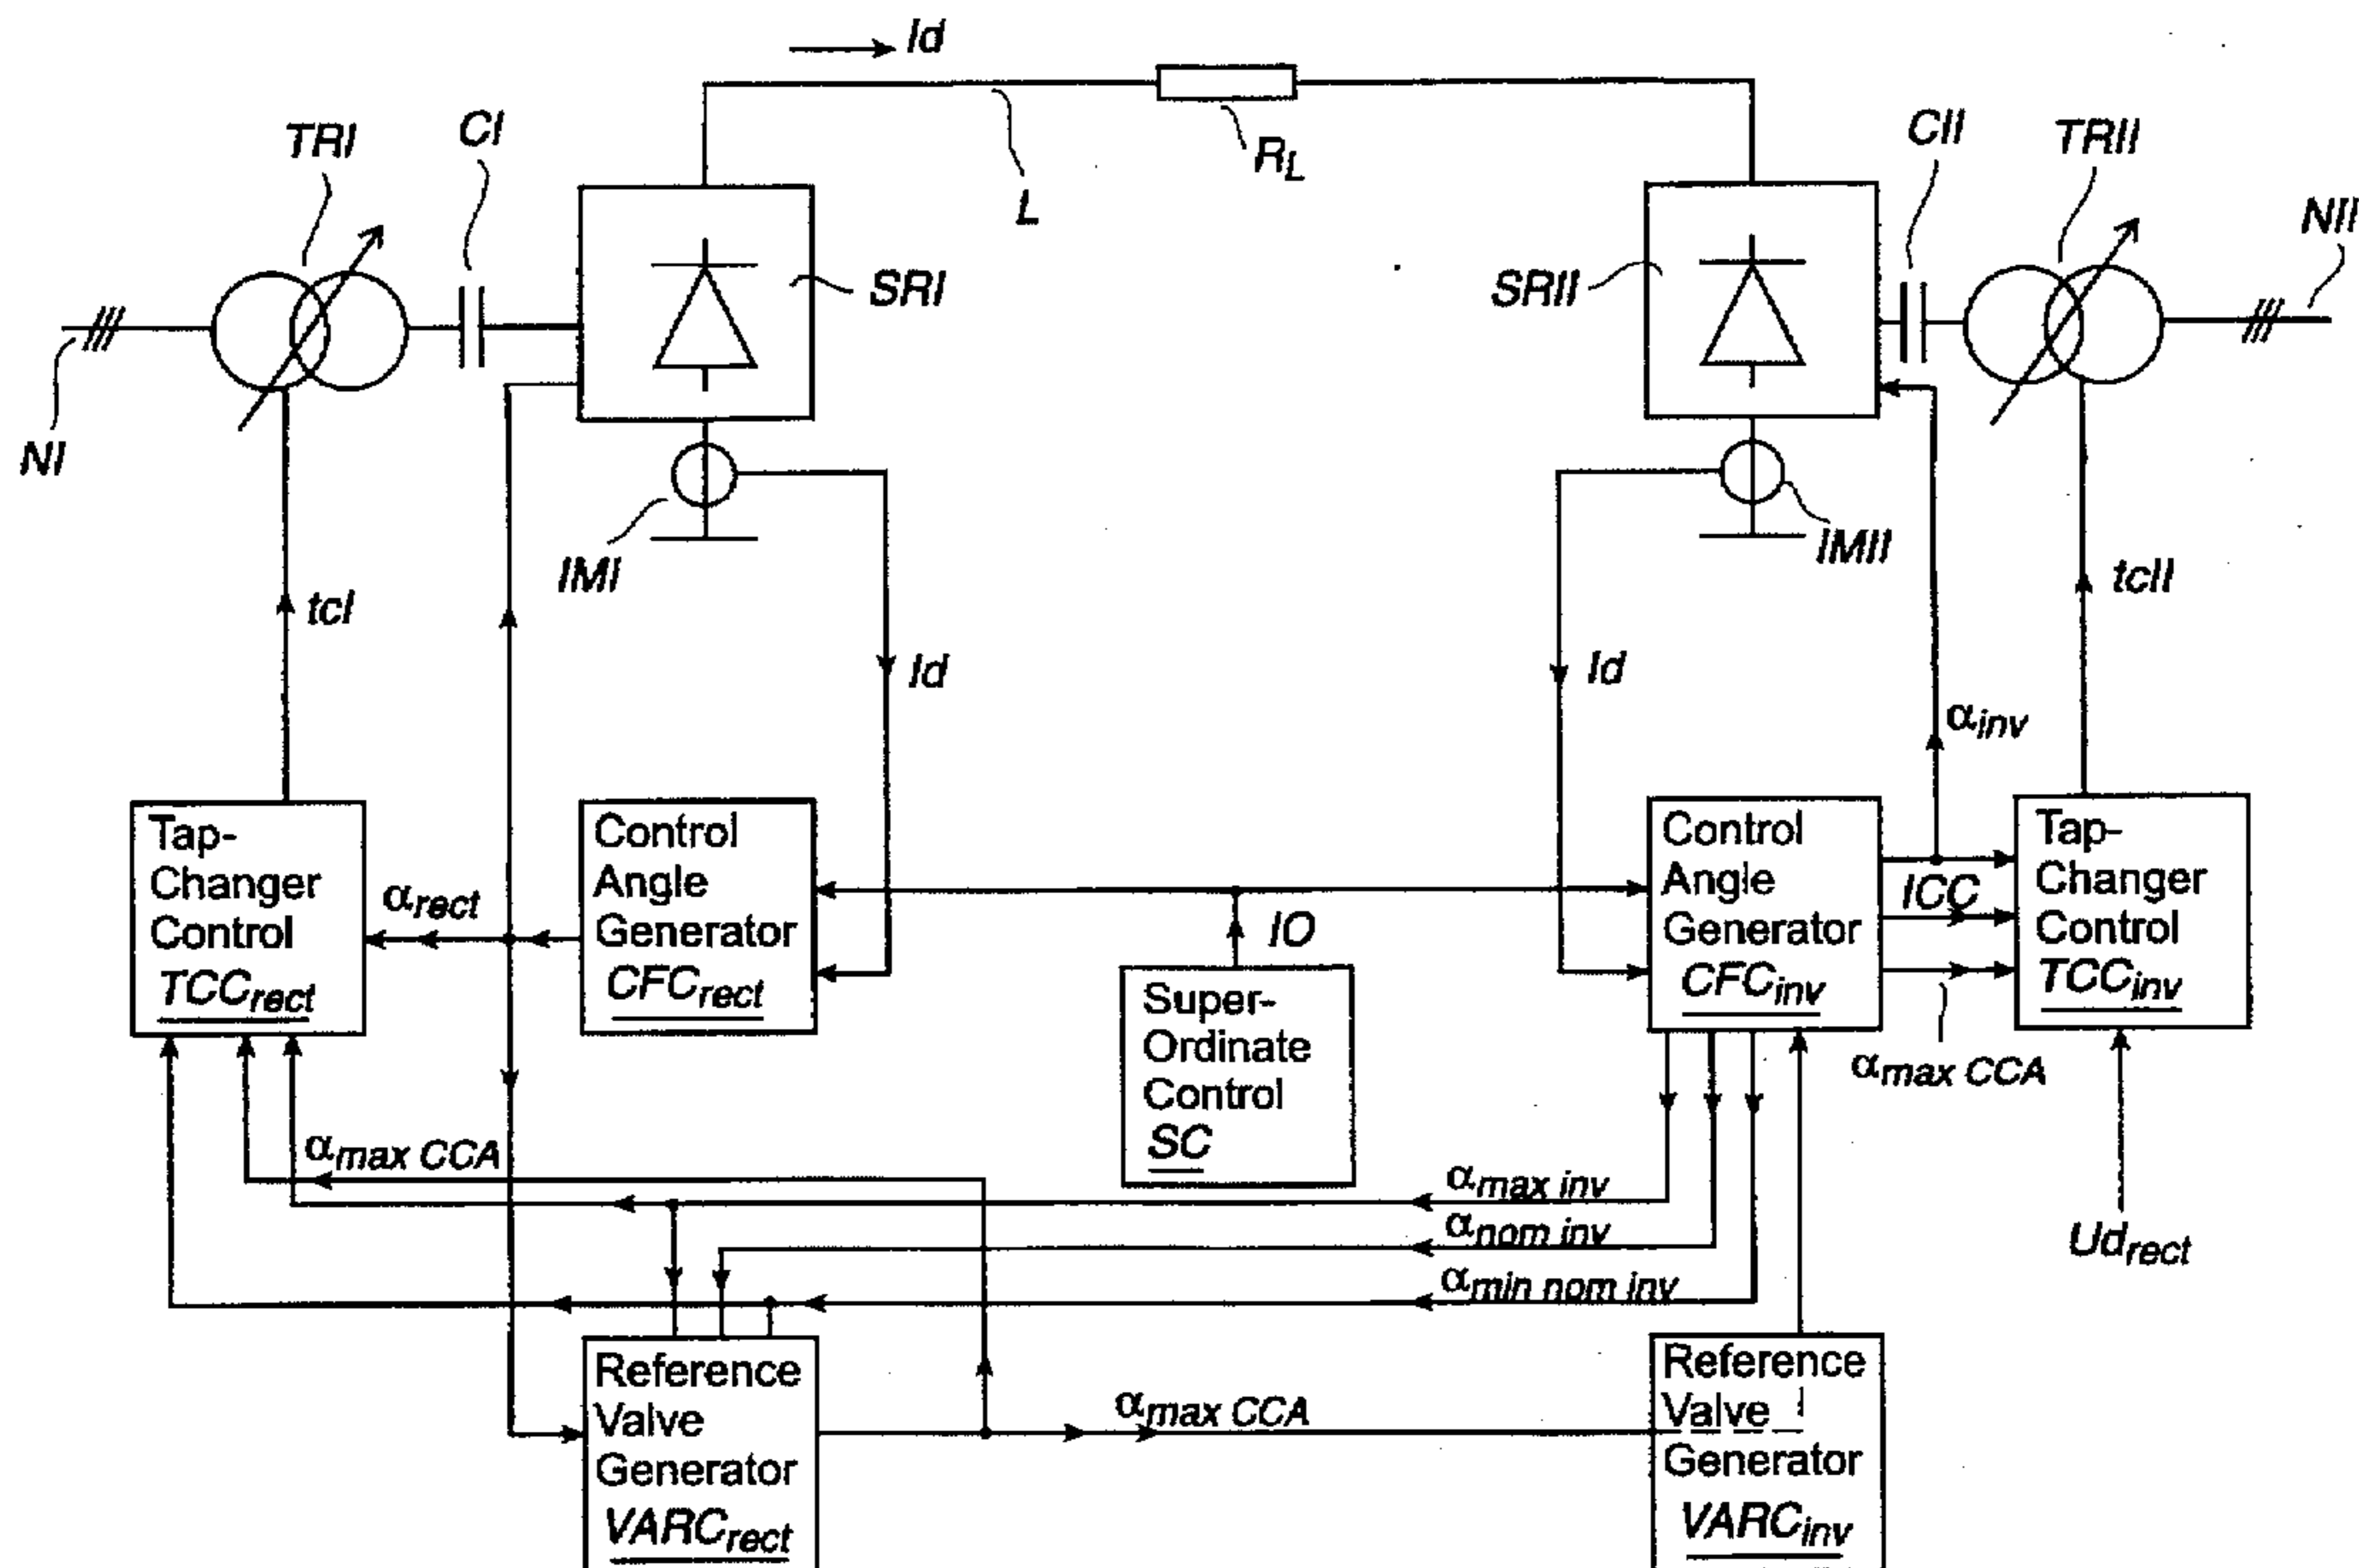 Id
TRI
CI
RL
L
CII
TRII
NII
SRI
SRII
NI
IMI
IMII
tcI
Id
Id
tcII
αinv
Tap-
Changer
Control
TCCrect
αrect
Control
Angle
Generator
CFCrect
IO
Super-
Ordinate
Control
SC
Control
Angle
Generator
CFCinv
ICC
Tap-
Changer
Control
TCCinv
αmax CCA
αmax CCA
αmax inv
αnom inv
αmin nom inv
Udrect
Reference
Valve
Generator
VARCrect
αmax CCA
Reference
Valve
Generator
VARCinv